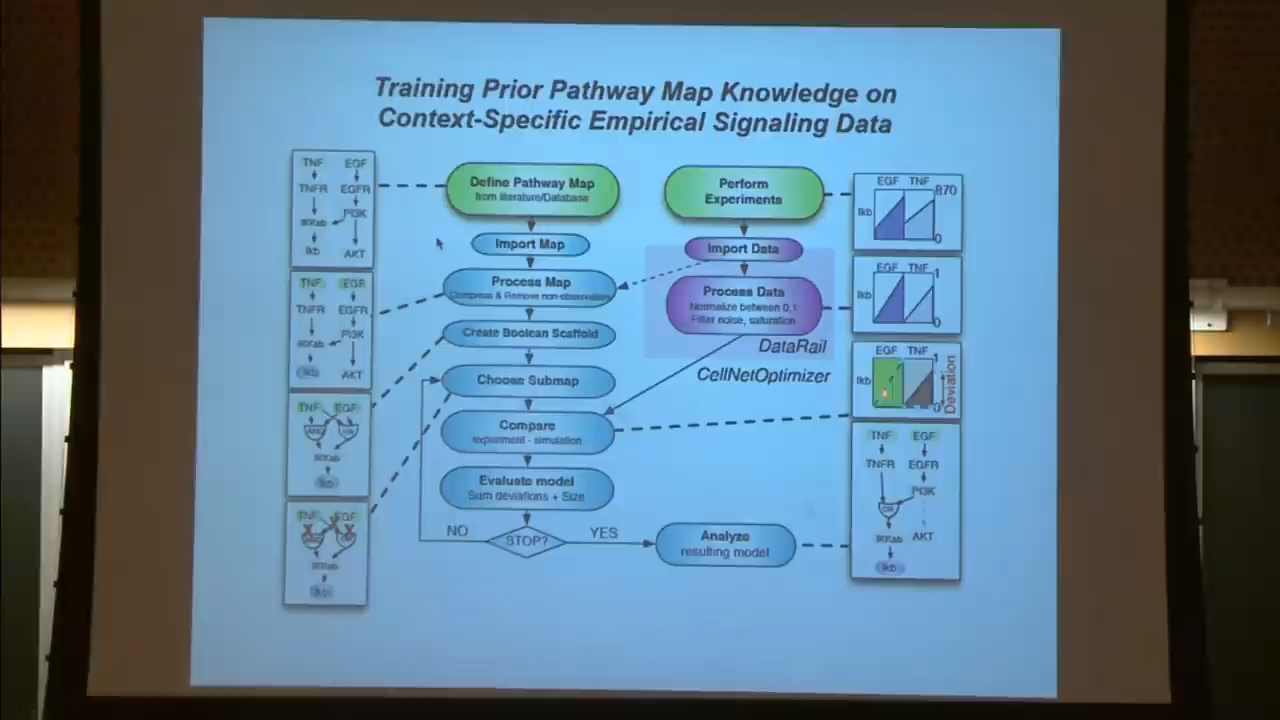 Training Prior Pathway Map Knowledge on
Context-Specific Empirical Signaling Data
TNF EGF
TNFR EGFR
PI3K
IKKab
Ikb AKT
TNF EGF
TNFR EGFR
PI3K
IKKab
Ikb AKT
TNF EGF
AND OR
IKKab
Ikb
TNF EGF
IKKab
Ikb
Define Pathway Map
from literature/Database
Import Map
Process Map
Compress & Remove non-observables
Create Boolean Scaffold
Choose Submap
Compare
experiment - simulation
Evaluate model
Sum deviations + Size
NO
STOP?
YES
Analyze
resulting model
Perform
Experiments
Import Data
Process Data
Normalize between 0,1
Filter noise, saturation
DataRail
CellNetOptimizer
EGF TNF
870
Ikb
0
EGF TNF
1
Ikb
0
EGF TNF
1
Ikb
0
Deviation
TNF EGF
TNFR EGFR
PI3K
OR
IKKab AKT
Ikb